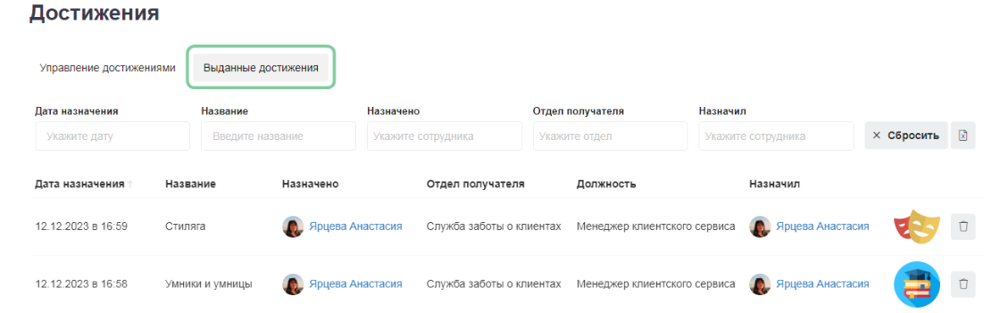 Достижения
Управление достижениями Выданные достижения
Дата назначения Название Назначено Отдел получателя Назначил
Укажите дату Введите название Укажите сотрудника Укажите отдел Укажите сотрудника × Сбросить
Дата назначения ↑ Название Назначено Отдел получателя Должность Назначил
12.12.2023 в 16:59 Стиляга Ярцева Анастасия Служба заботы о клиентах Менеджер клиентского сервиса Ярцева Анастасия
12.12.2023 в 16:58 Умники и умницы Ярцева Анастасия Служба заботы о клиентах Менеджер клиентского сервиса Ярцева Анастасия